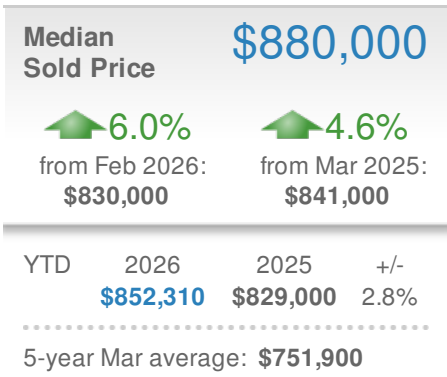 Median
Sold Price
$880,000
6.0%
from Feb 2026:
$830,000
4.6%
from Mar 2025:
$841,000
YTD 2026 2025 +/-
$852,310 $829,000 2.8%
5-year Mar average: $751,900